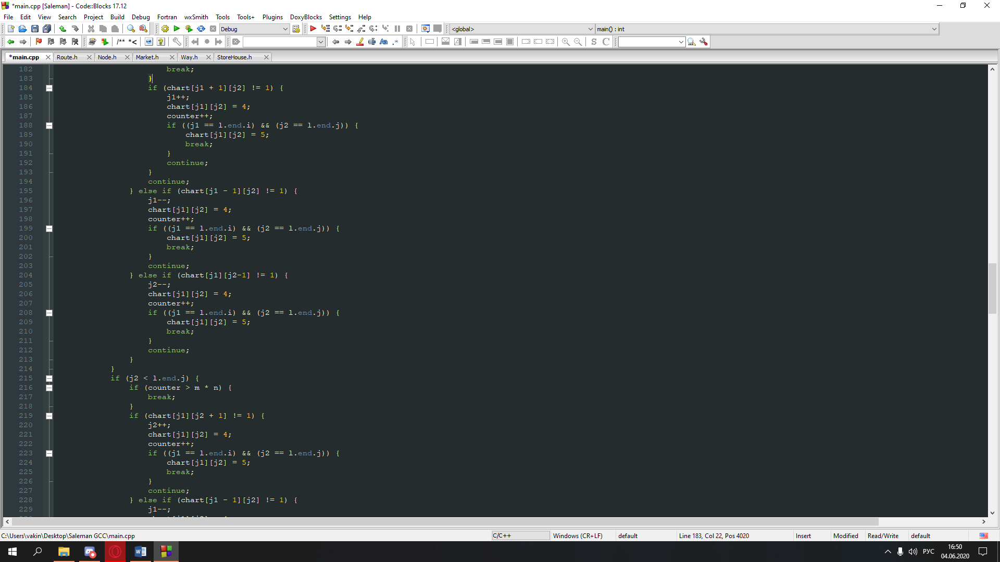 *main.cpp [Saleman] - Code::Blocks 17.12
File Edit View Search Project Build Debug Fortran wxSmith Tools Tools+ Plugins DoxyBlocks Settings Help
Debug <global> main() : int
/** *< Aa .* S C
*main.cpp Route.h Node.h Market.h Way.h StoreHouse.h
182 break;
183 }
184 if (chart[j1 + 1][j2] != 1) {
185 j1++;
186 chart[j1][j2] = 4;
187 counter++;
188 if ((j1 == l.end.i) && (j2 == l.end.j)) {
189 chart[j1][j2] = 5;
190 break;
191 }
192 continue;
193 }
194 continue;
195 } else if (chart[j1 - 1][j2] != 1) {
196 j1--;
197 chart[j1][j2] = 4;
198 counter++;
199 if ((j1 == l.end.i) && (j2 == l.end.j)) {
200 chart[j1][j2] = 5;
201 break;
202 }
203 continue;
204 } else if (chart[j1][j2-1] != 1) {
205 j2--;
206 chart[j1][j2] = 4;
207 counter++;
208 if ((j1 == l.end.i) && (j2 == l.end.j)) {
209 chart[j1][j2] = 5;
210 break;
211 }
212 continue;
213 }
214 }
215 if (j2 < l.end.j) {
216 if (counter > m * n) {
217 break;
218 }
219 if (chart[j1][j2 + 1] != 1) {
220 j2++;
221 chart[j1][j2] = 4;
222 counter++;
223 if ((j1 == l.end.i) && (j2 == l.end.j)) {
224 chart[j1][j2] = 5;
225 break;
226 }
227 continue;
228 } else if (chart[j1 - 1][j2] != 1) {
229 j1--;
C:\Users\vakin\Desktop\Saleman GCC\main.cpp C/C++ Windows (CR+LF) default Line 183, Col 22, Pos 4020 Insert Modified Read/Write default
РУС 16:50
04.06.2020